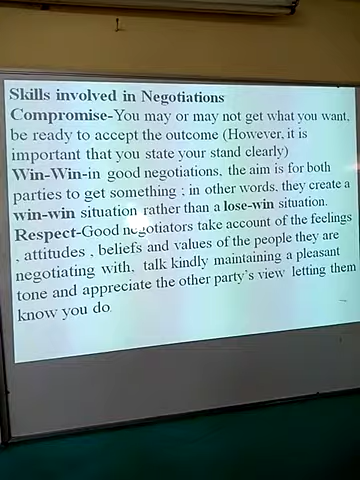 Skills involved in Negotiations
Compromise-You may or may not get what you want,
be ready to accept the outcome (However, it is
important that you state your stand clearly)
Win-Win-in good negotiations, the aim is for both
parties to get something ; in other words, they create a
win-win situation rather than a lose-win situation.
Respect-Good negotiators take account of the feelings
, attitudes , beliefs and values of the people they are
negotiating with, talk kindly maintaining a pleasant
tone and appreciate the other party's view letting them
know you do.